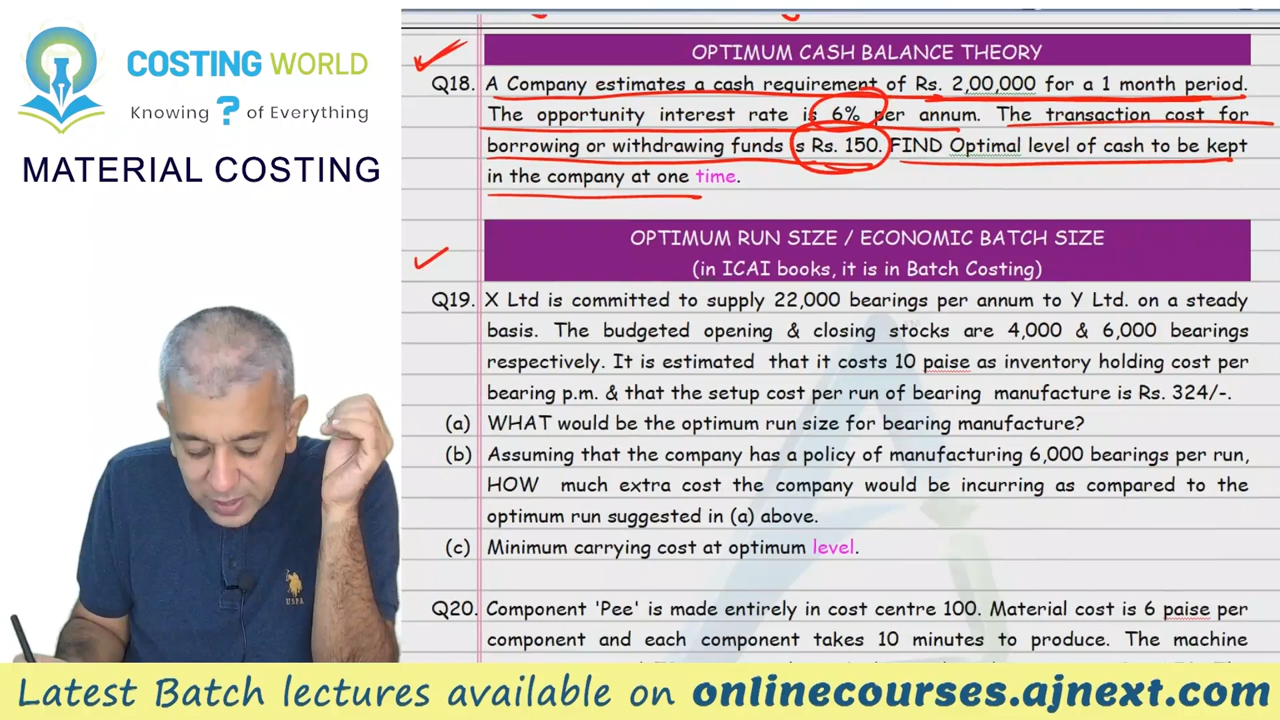 COSTING WORLD
Knowing ? of Everything
MATERIAL COSTING
OPTIMUM CASH BALANCE THEORY
Q18. A Company estimates a cash requirement of Rs. 2,00,000 for a 1 month period.
The opportunity interest rate is 6% per annum. The transaction cost for
borrowing or withdrawing funds is Rs. 150. FIND Optimal level of cash to be kept
in the company at one time.
OPTIMUM RUN SIZE / ECONOMIC BATCH SIZE
(in ICAI books, it is in Batch Costing)
Q19. X Ltd is committed to supply 22,000 bearings per annum to Y Ltd. on a steady
basis. The budgeted opening & closing stocks are 4,000 & 6,000 bearings
respectively. It is estimated that it costs 10 paise as inventory holding cost per
bearing p.m. & that the setup cost per run of bearing manufacture is Rs. 324/-.
(a) WHAT would be the optimum run size for bearing manufacture?
(b) Assuming that the company has a policy of manufacturing 6,000 bearings per run,
HOW much extra cost the company would be incurring as compared to the
optimum run suggested in (a) above.
(c) Minimum carrying cost at optimum level.
Q20. Component 'Pee' is made entirely in cost centre 100. Material cost is 6 paise per
component and each component takes 10 minutes to produce. The machine
U.S.P.A.
Latest Batch lectures available on onlinecourses.ajnext.com